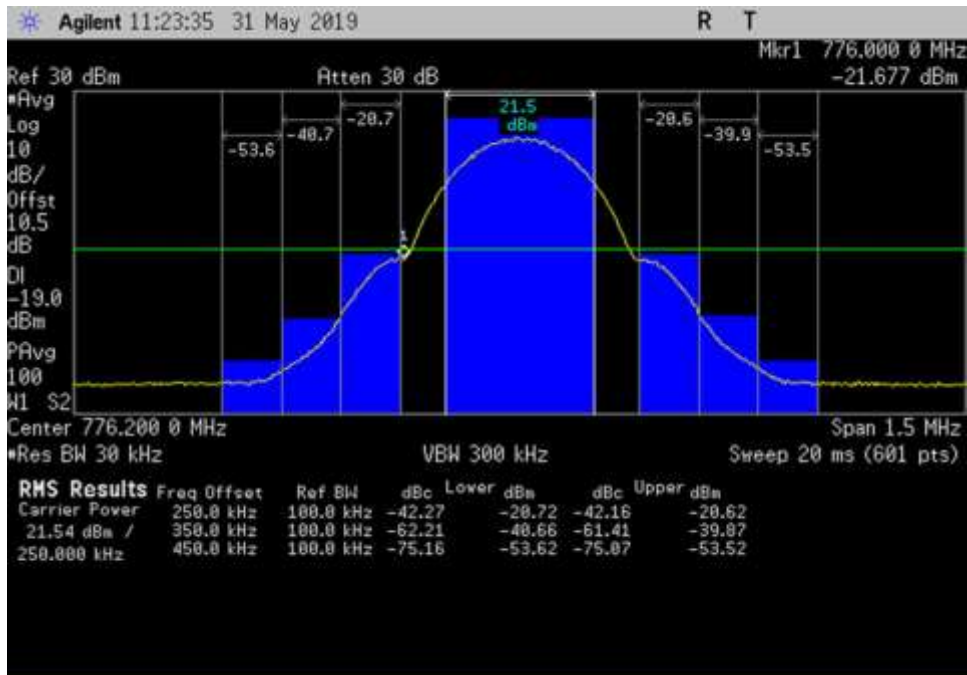 Agilent 11:23:35 31 May 2019 R T
Mkr1 776.000 0 MHz
Ref 30 dBm Atten 30 dB -21.677 dBm
*Avg
Log
10
dB/
Offst
10.5
dB
DI
-19.0
dBm
PAvg
100
W1 S2
-53.6
-40.7
-20.7
21.5
dBm
-20.6
-39.9
-53.5
1
Center 776.200 0 MHz Span 1.5 MHz
*Res BW 30 kHz VBW 300 kHz Sweep 20 ms (601 pts)
RMS Results Freq Offset Ref BW dBc Lower dBm dBc Upper dBm
Carrier Power 250.0 kHz 100.0 kHz -42.27 -20.72 -42.16 -20.62
21.54 dBm / 350.0 kHz 100.0 kHz -62.21 -40.66 -61.41 -39.87
250.000 kHz 450.0 kHz 100.0 kHz -75.16 -53.62 -75.07 -53.52